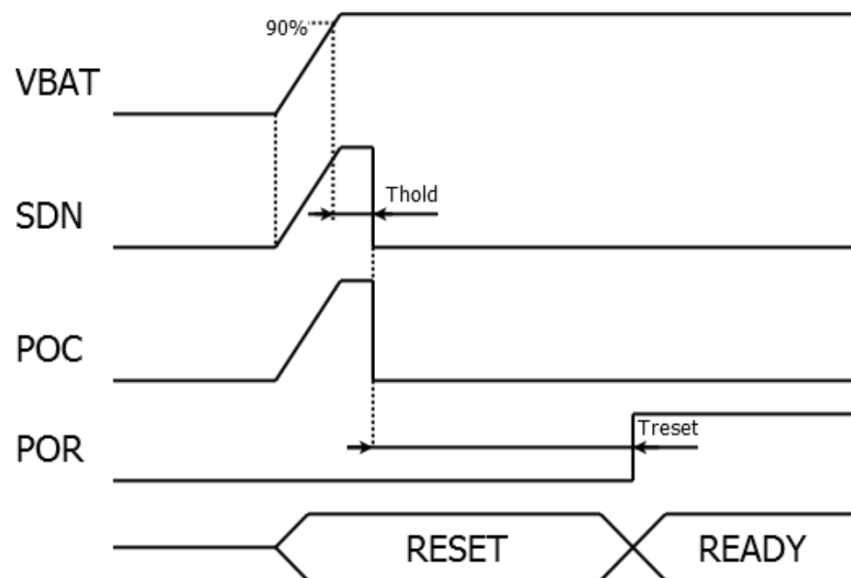 90%
VBAT
Thold
SDN
POC
Treset
POR
RESET READY